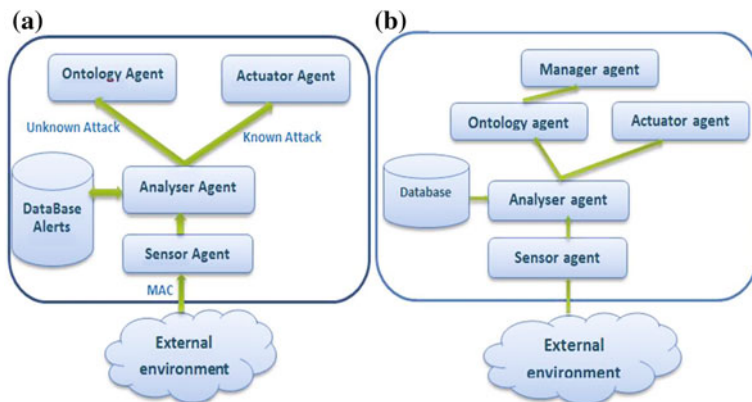 (a)
Ontology Agent
Actuator Agent
Unknown Attack
Known Attack
DataBase
Alerts
Analyser Agent
Sensor Agent
MAC
External
environment
(b)
Manager agent
Ontology agent
Actuator agent
Database
Analyser agent
Sensor agent
External
environment